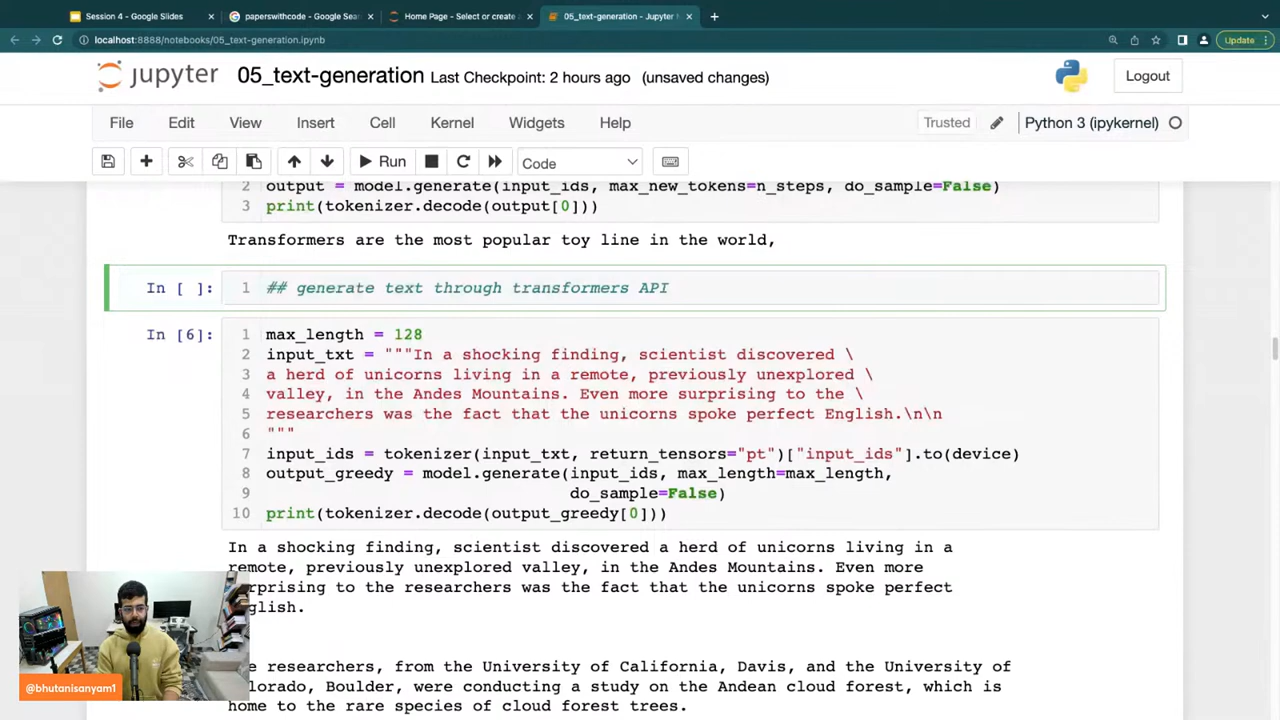 Session 4 - Google Slides
paperswithcode - Google Sear
Home Page - Select or create
05_text-generation - Jupyter
localhost:8888/notebooks/05_text-generation.ipynb
Update
jupyter 05_text-generation Last Checkpoint: 2 hours ago (unsaved changes)
Logout
File Edit View Insert Cell Kernel Widgets Help
Trusted
Python 3 (ipykernel)
Run
Code
2 output = model.generate(input_ids, max_new_tokens=n_steps, do_sample=False)
3 print(tokenizer.decode(output[0]))
Transformers are the most popular toy line in the world,
In [ ]: 1 ## generate text through transformers API
In [6]: 1 max_length = 128
2 input_txt = """In a shocking finding, scientist discovered \
3 a herd of unicorns living in a remote, previously unexplored \
4 valley, in the Andes Mountains. Even more surprising to the \
5 researchers was the fact that the unicorns spoke perfect English.\n\n
6 """
7 input_ids = tokenizer(input_txt, return_tensors="pt")["input_ids"].to(device)
8 output_greedy = model.generate(input_ids, max_length=max_length,
9 do_sample=False)
10 print(tokenizer.decode(output_greedy[0]))
In a shocking finding, scientist discovered a herd of unicorns living in a
remote, previously unexplored valley, in the Andes Mountains. Even more
rprising to the researchers was the fact that the unicorns spoke perfect
glish.
e researchers, from the University of California, Davis, and the University of
lorado, Boulder, were conducting a study on the Andean cloud forest, which is
home to the rare species of cloud forest trees.
@bhutanisanyam1